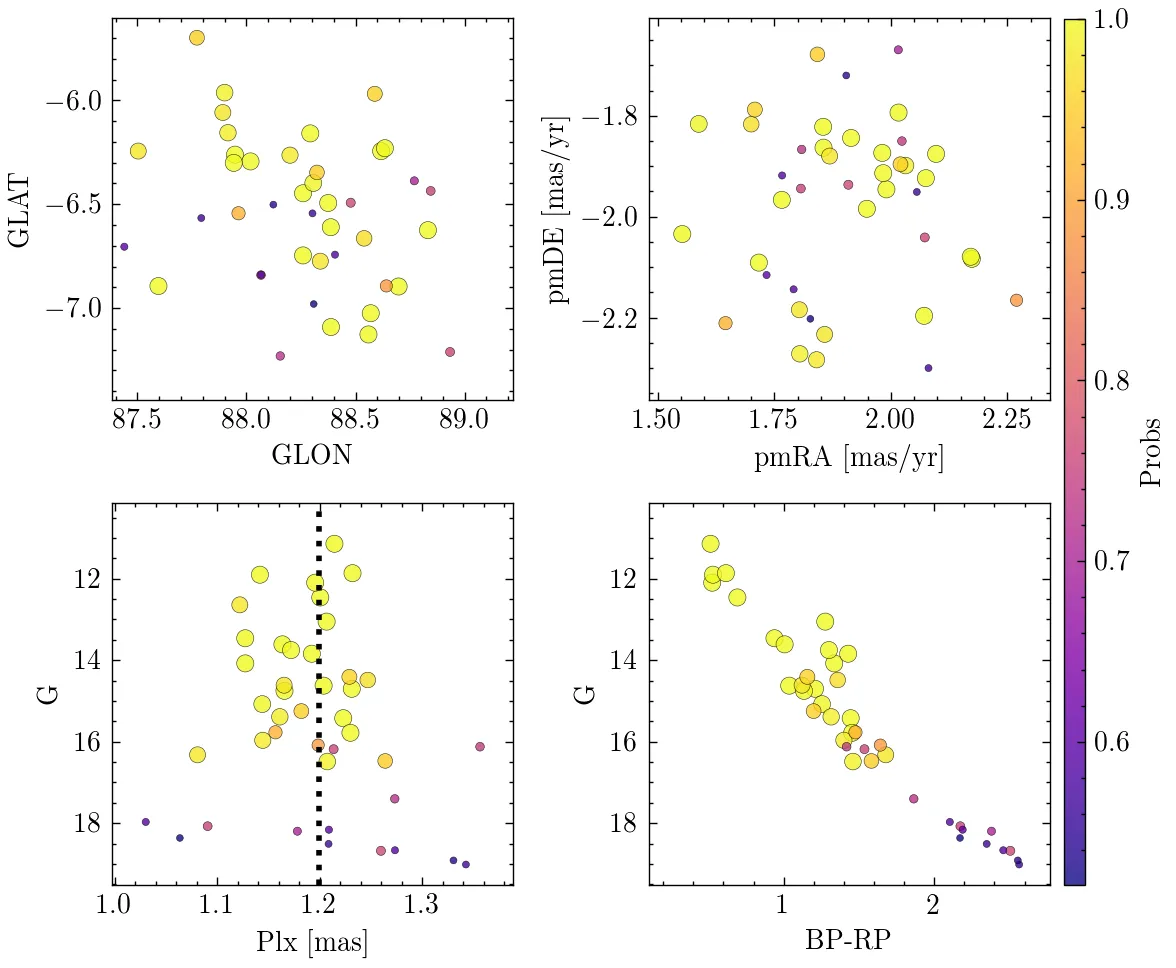 −6.0
−6.5
−7.0
GLAT
87.5 88.0 88.5 89.0
GLON
−1.8
−2.0
−2.2
pmDE [mas/yr]
1.50 1.75 2.00 2.25
pmRA [mas/yr]
12
14
16
18
G
1.0 1.1 1.2 1.3
Plx [mas]
12
14
16
18
G
1 2
BP-RP
1.0
0.9
0.8
0.7
0.6
Probs